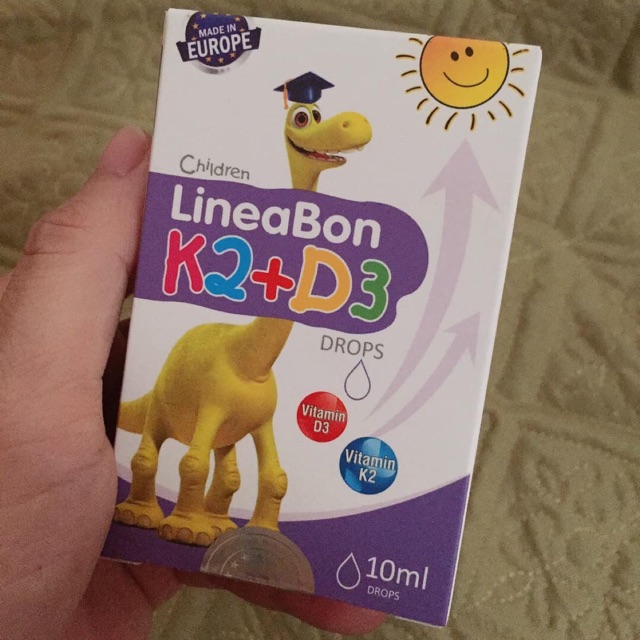 MADE IN
EUROPE
Children
LineaBon
K2+D3
DROPS
Vitamin
D3
Vitamin
K2
10ml
DROPS